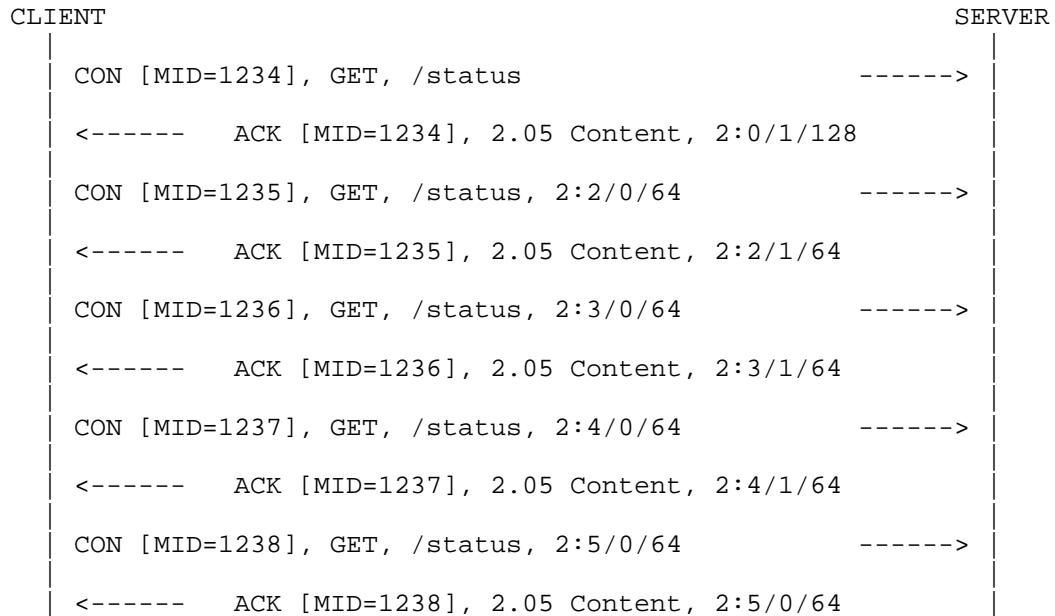 CLIENT                                                     SERVER
| CON [MID=1234], GET, /status ------> |
| <------ ACK [MID=1234], 2.05 Content, 2:0/1/128 |
| CON [MID=1235], GET, /status, 2:2/0/64 ------> |
| <------ ACK [MID=1235], 2.05 Content, 2:2/1/64 |
| CON [MID=1236], GET, /status, 2:3/0/64 ------> |
| <------ ACK [MID=1236], 2.05 Content, 2:3/1/64 |
| CON [MID=1237], GET, /status, 2:4/0/64 ------> |
| <------ ACK [MID=1237], 2.05 Content, 2:4/1/64 |
| CON [MID=1238], GET, /status, 2:5/0/64 ------> |
| <------ ACK [MID=1238], 2.05 Content, 2:5/0/64 |